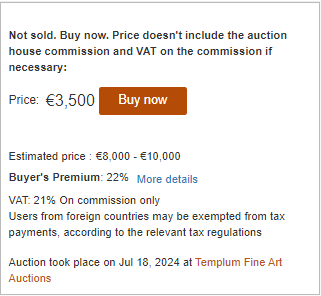 Not sold. Buy now. Price doesn't include the auction
house commission and VAT on the commission if
necessary:
Price: €3,500 Buy now
Estimated price : €8,000 - €10,000
Buyer's Premium: 22% More details
VAT: 21% On commission only
Users from foreign countries may be exempted from tax
payments, according to the relevant tax regulations
Auction took place on Jul 18, 2024 at Templum Fine Art
Auctions